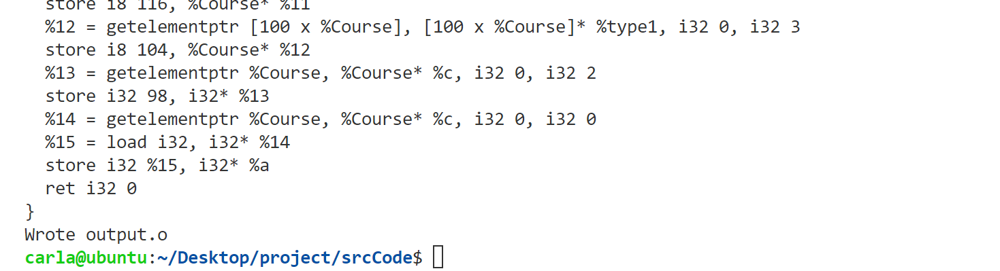 store i8 116, %Course* %11
%12 = getelementptr [100 x %Course], [100 x %Course]* %type1, i32 0, i32 3
store i8 104, %Course* %12
%13 = getelementptr %Course, %Course* %c, i32 0, i32 2
store i32 98, i32* %13
%14 = getelementptr %Course, %Course* %c, i32 0, i32 0
%15 = load i32, i32* %14
store i32 %15, i32* %a
ret i32 0
}
Wrote output.o
carla@ubuntu:~/Desktop/project/srcCode$